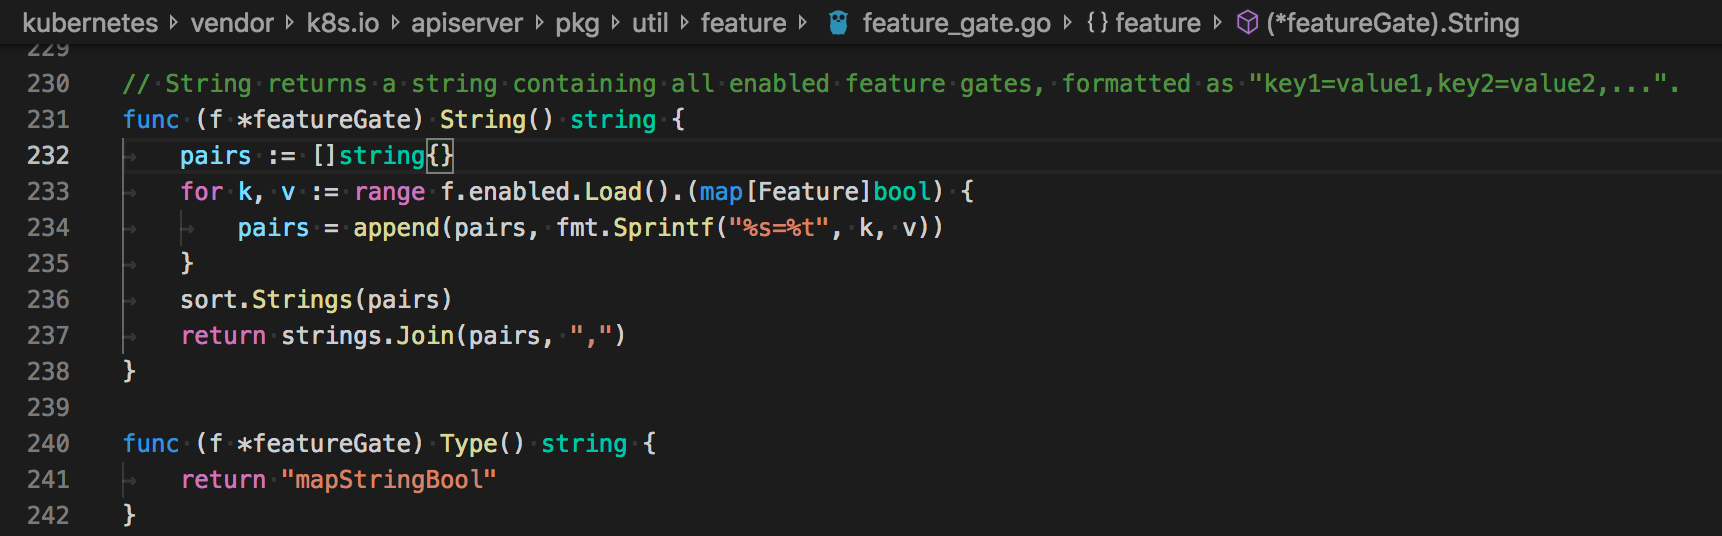 kubernetes > vendor > k8s.io > apiserver > pkg > util > feature > feature_gate.go > {} feature > (*featureGate).String
229
230 // String returns a string containing all enabled feature gates, formatted as "key1=value1,key2=value2,...".
231 func (f *featureGate) String() string {
232 pairs := []string{}
233 for k, v := range f.enabled.Load().(map[Feature]bool) {
234 pairs = append(pairs, fmt.Sprintf("%s=%t", k, v))
235 }
236 sort.Strings(pairs)
237 return strings.Join(pairs, ",")
238 }
239
240 func (f *featureGate) Type() string {
241 return "mapStringBool"
242 }